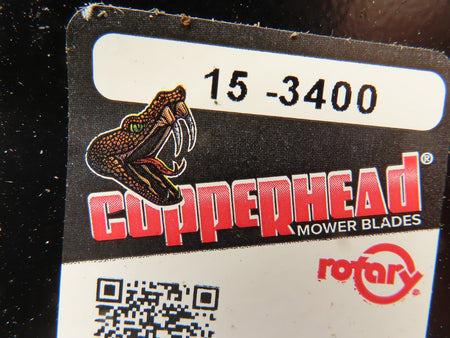 15 -3400
COPPERHEAD®
MOWER BLADES
rotary®